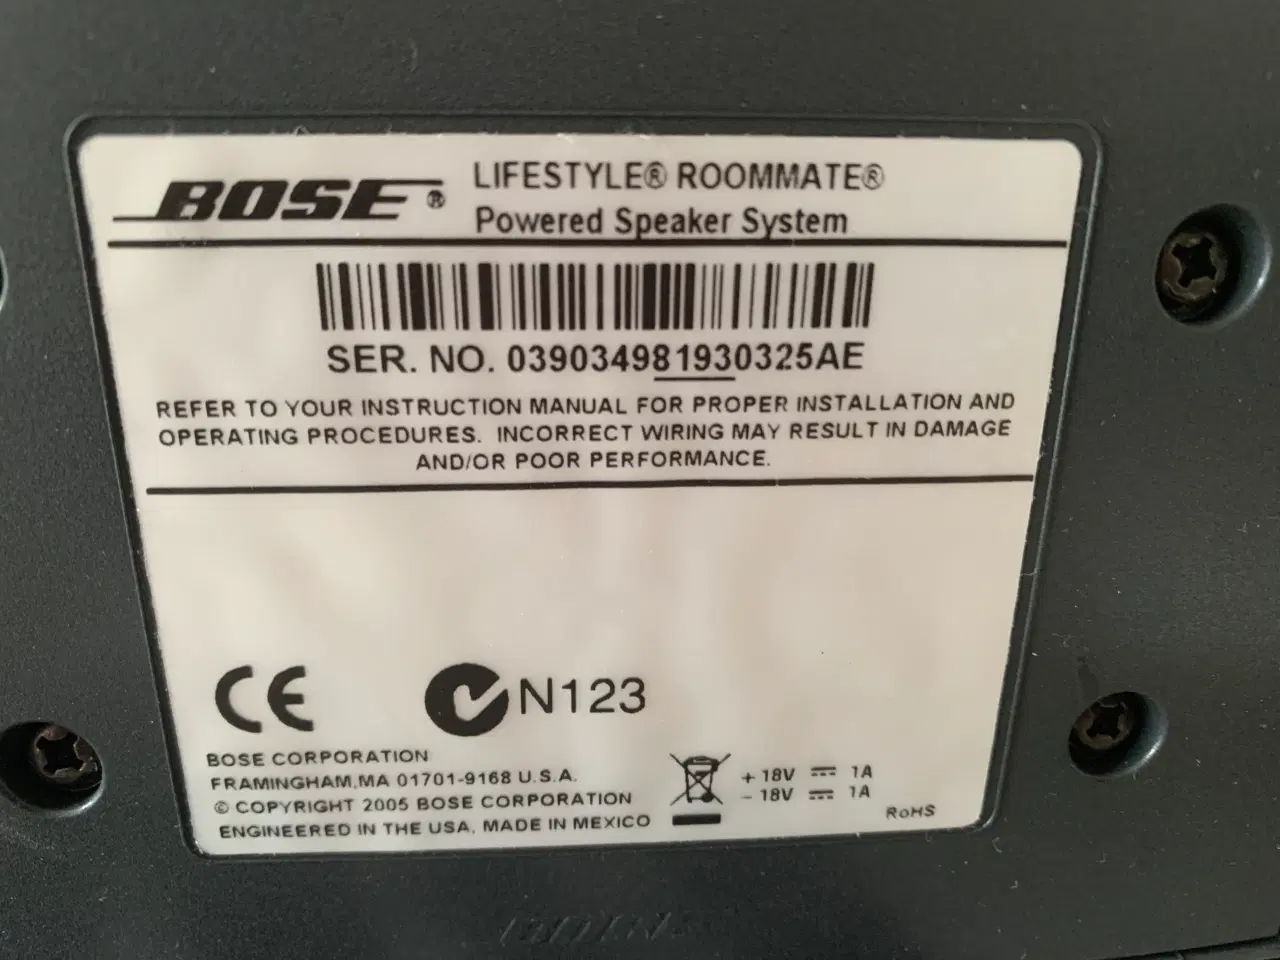 BOSE® LIFESTYLE® ROOMMATE®
Powered Speaker System
SER. NO. 039034981930325AE
REFER TO YOUR INSTRUCTION MANUAL FOR PROPER INSTALLATION AND
OPERATING PROCEDURES. INCORRECT WIRING MAY RESULT IN DAMAGE
AND/OR POOR PERFORMANCE.
CE N123
BOSE CORPORATION
FRAMINGHAM,MA 01701-9168 U.S.A.
© COPYRIGHT 2005 BOSE CORPORATION
ENGINEERED IN THE USA, MADE IN MEXICO
+ 18V ⎓ 1A
- 18V ⎓ 1A
RoHS